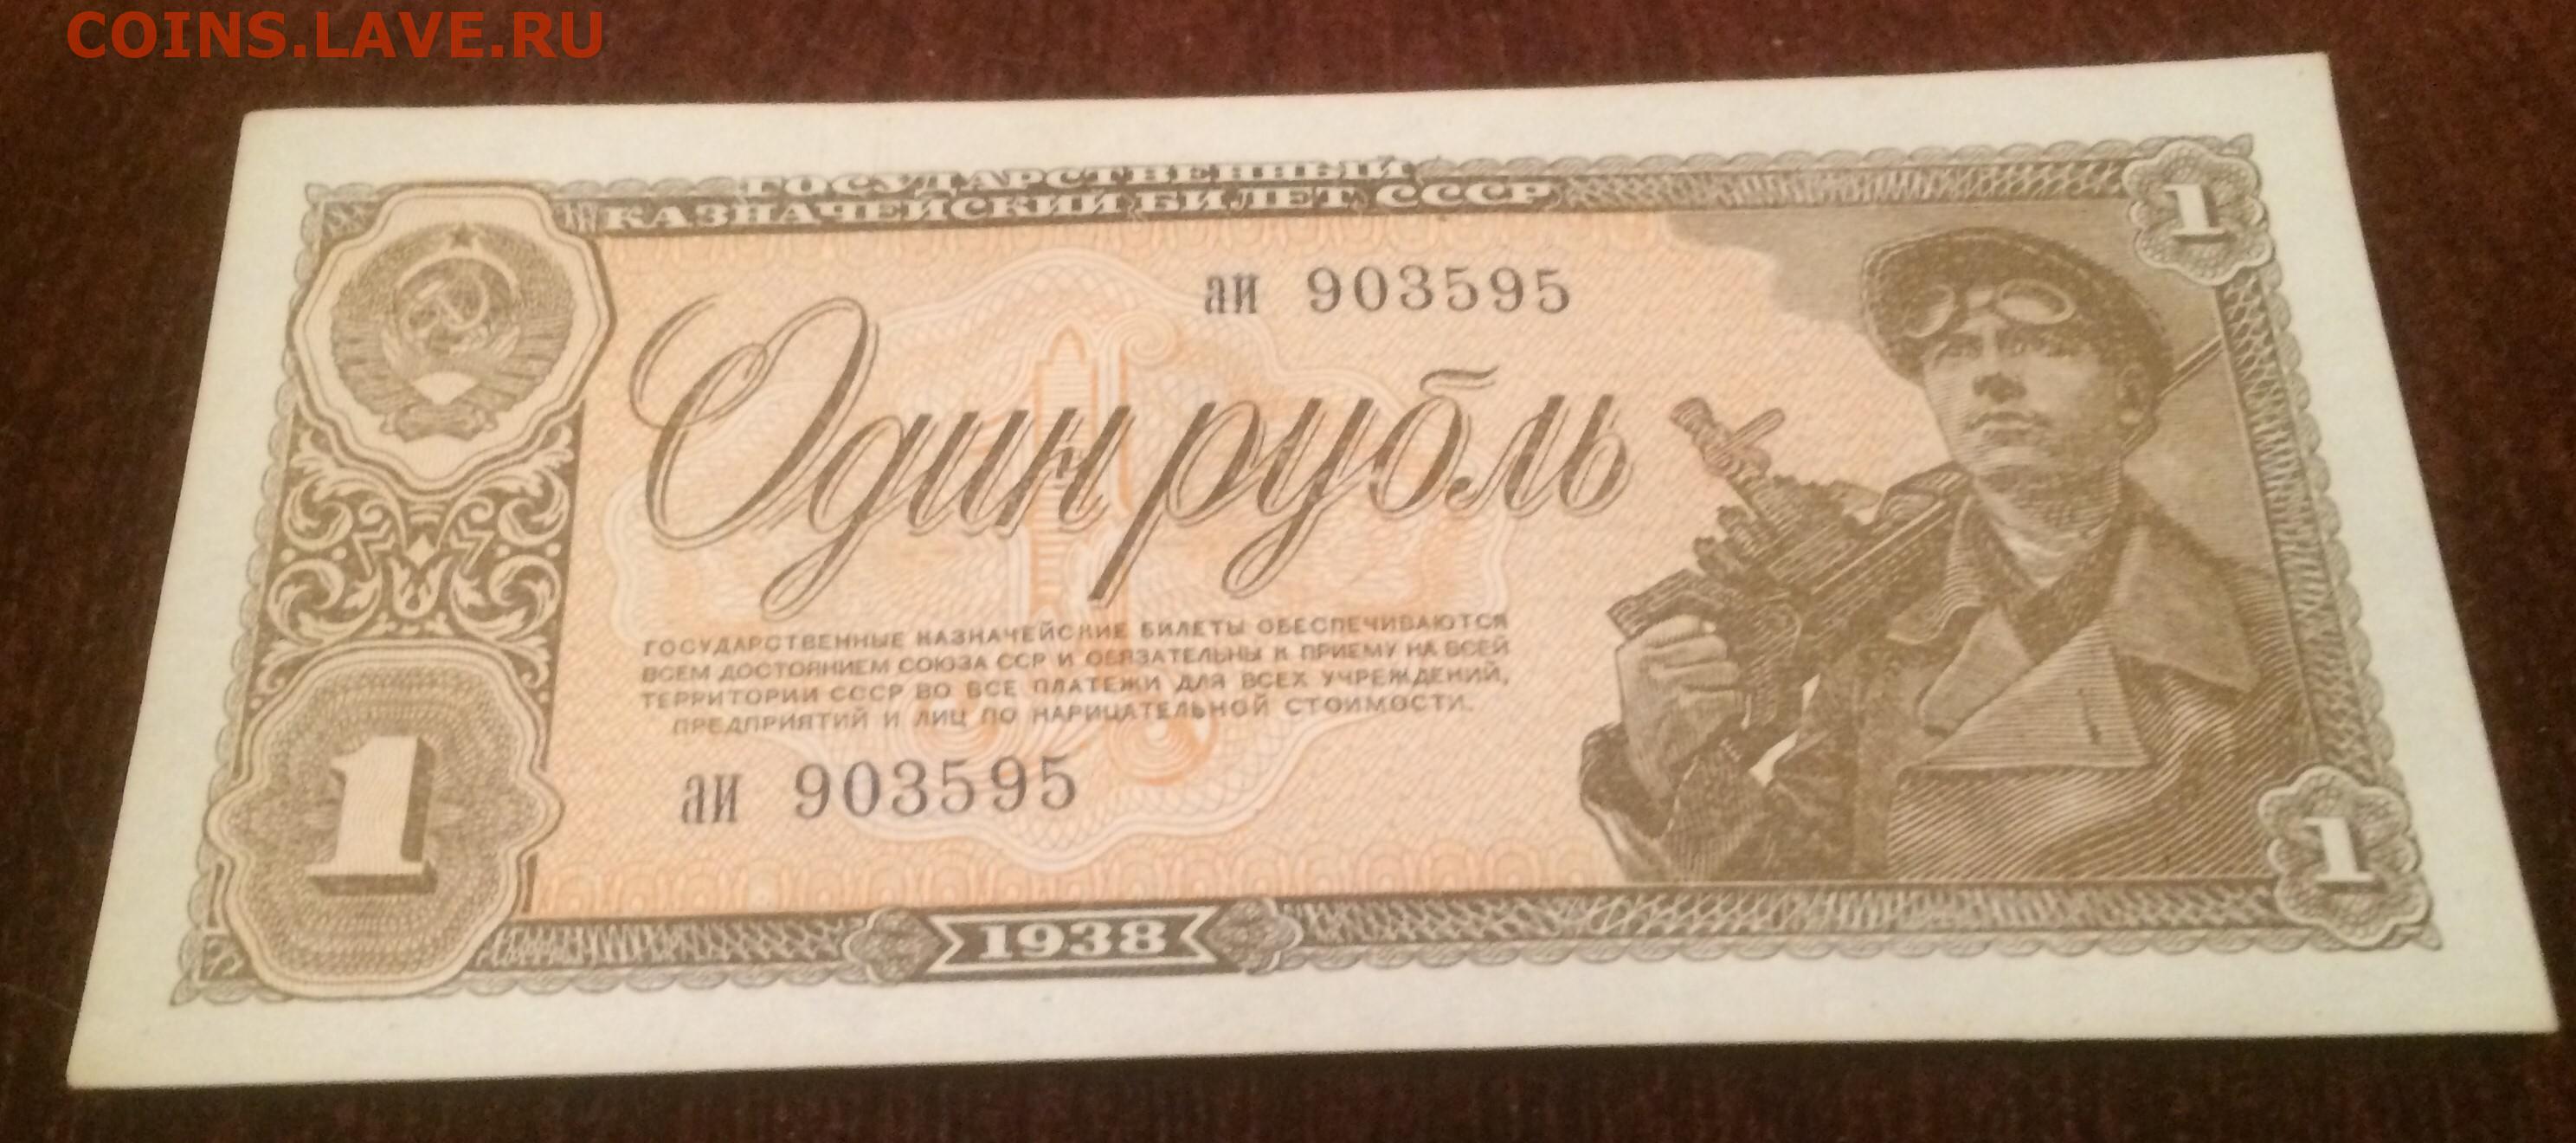 COINS.LAVE.RU
ГОСУДАРСТВЕННЫЙ
КАЗНАЧЕЙСКИЙ БИЛЕТ СССР
1
аи 903595
Один рубль
ГОСУДАРСТВЕННЫЕ КАЗНАЧЕЙСКИЕ БИЛЕТЫ ОБЕСПЕЧИВАЮТСЯ
ВСЕМ ДОСТОЯНИЕМ СОЮЗА ССР И ОБЯЗАТЕЛЬНЫ К ПРИЕМУ НА ВСЕЙ
ТЕРРИТОРИИ СССР ВО ВСЕ ПЛАТЕЖИ ДЛЯ ВСЕХ УЧРЕЖДЕНИЙ,
ПРЕДПРИЯТИЙ И ЛИЦ ПО НАРИЦАТЕЛЬНОЙ СТОИМОСТИ.
аи 903595
1
1
1938